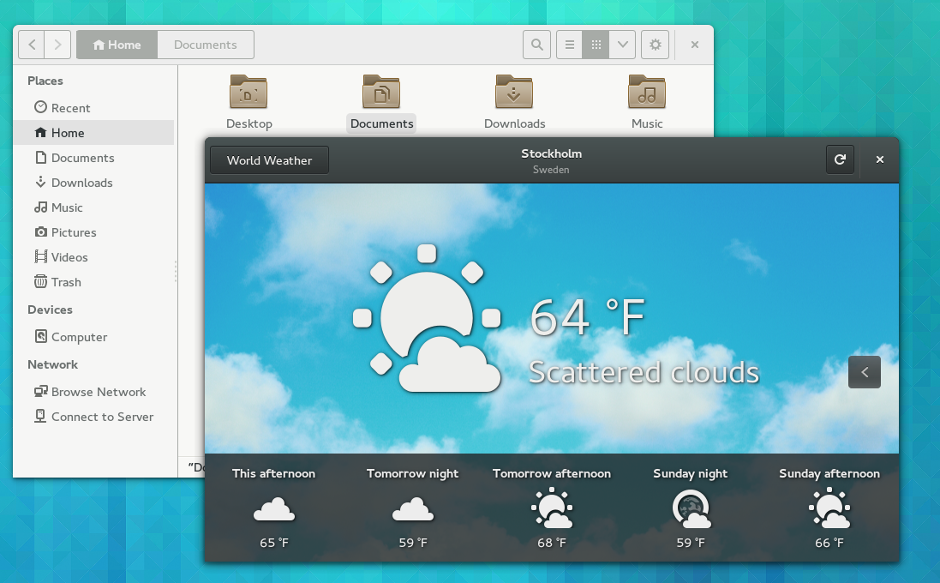 Home Documents
Places
Recent
Home
Documents
Downloads
Music
Pictures
Videos
Trash
Devices
Computer
Network
Browse Network
Connect to Server
Desktop Documents Downloads Music
World Weather
Stockholm
Sweden
64 °F
Scattered clouds
This afternoon Tomorrow night Tomorrow afternoon Sunday night Sunday afternoon
65 °F 59 °F 68 °F 59 °F 66 °F